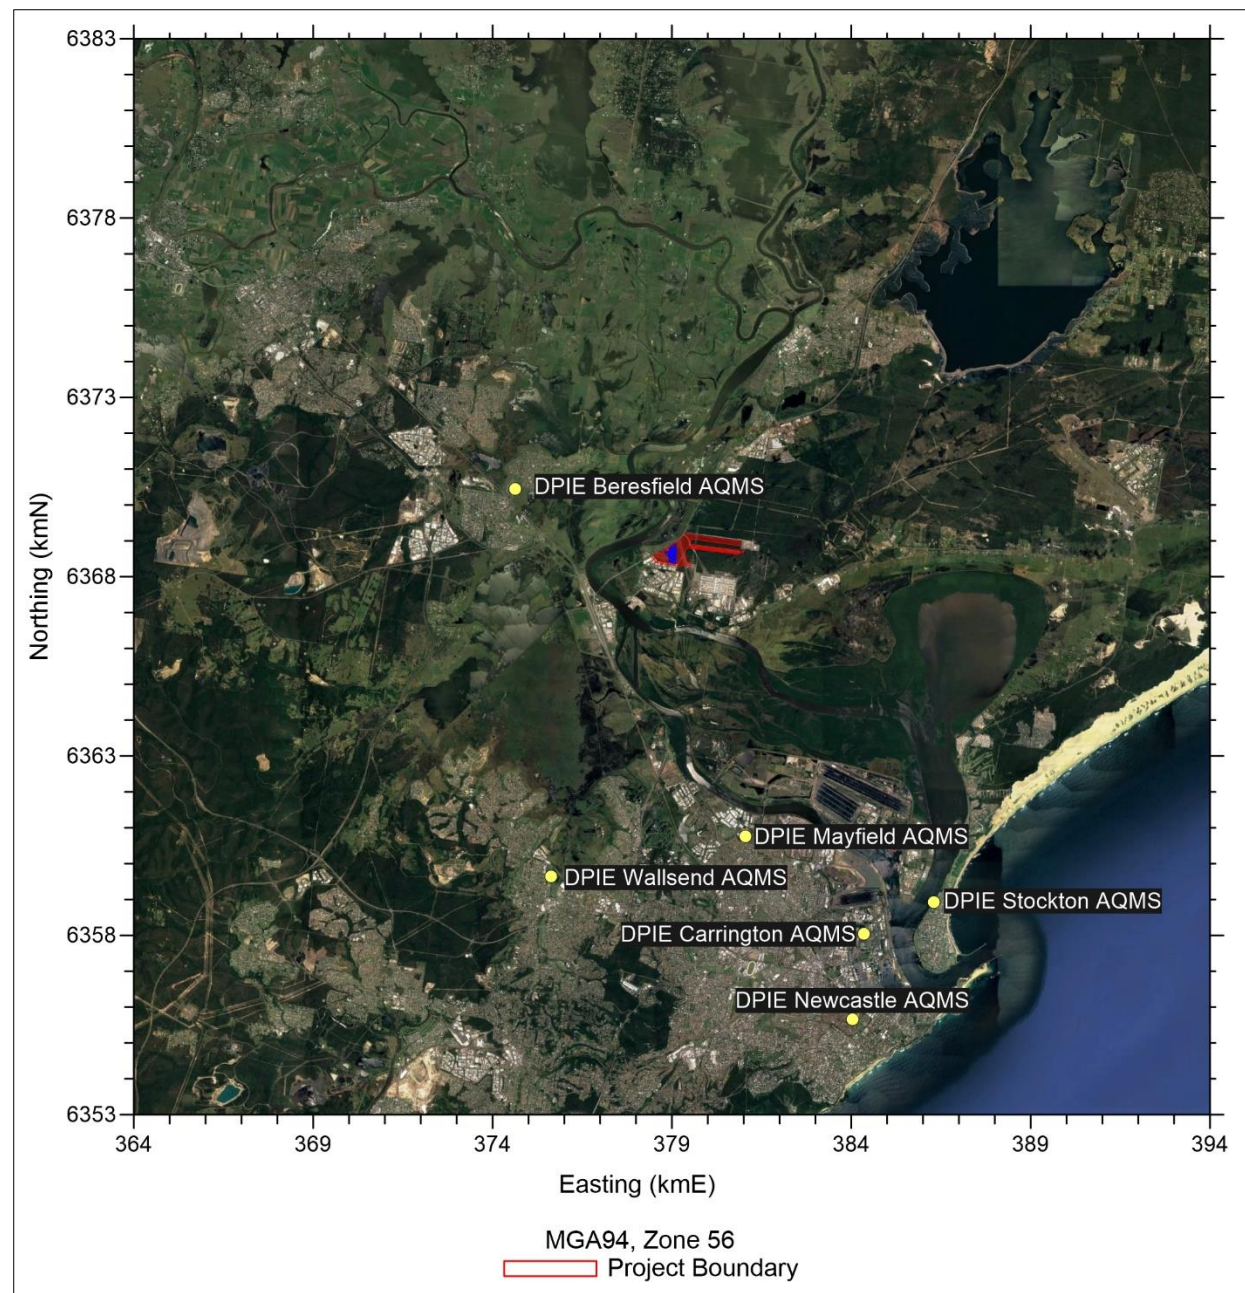 6383
6378
6373
6368
6363
6358
6353
Northing (kmN)
DPIE Beresfield AQMS
DPIE Mayfield AQMS
DPIE Wallsend AQMS
DPIE Stockton AQMS
DPIE Carrington AQMS
DPIE Newcastle AQMS
364 369 374 379 384 389 394
Easting (kmE)
MGA94, Zone 56
Project Boundary